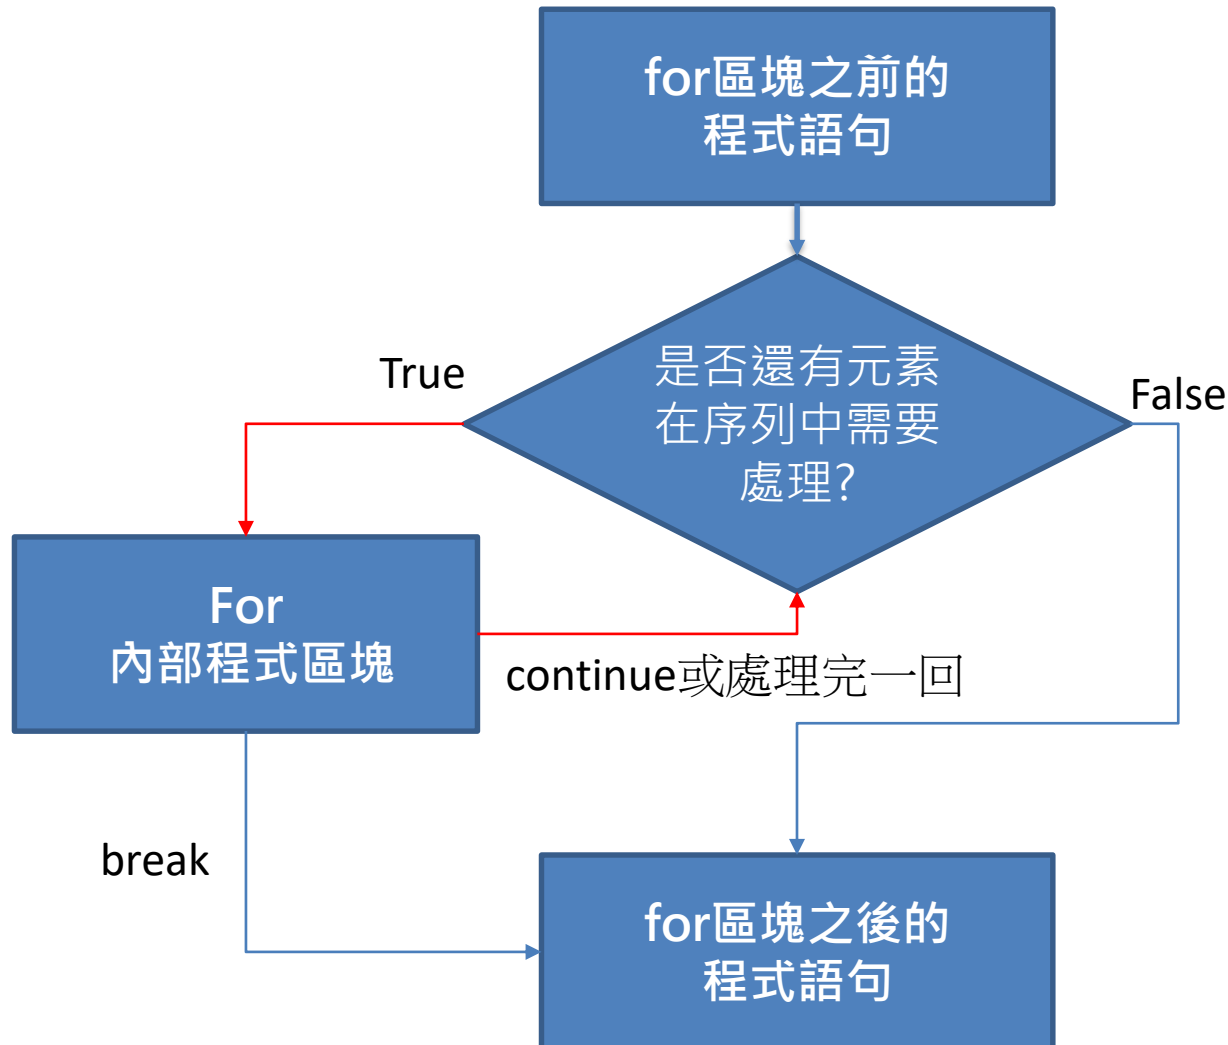 for區塊之前的
程式語句
是否還有元素
在序列中需要
處理?
True
False
For
內部程式區塊
continue或處理完一回
break
for區塊之後的
程式語句